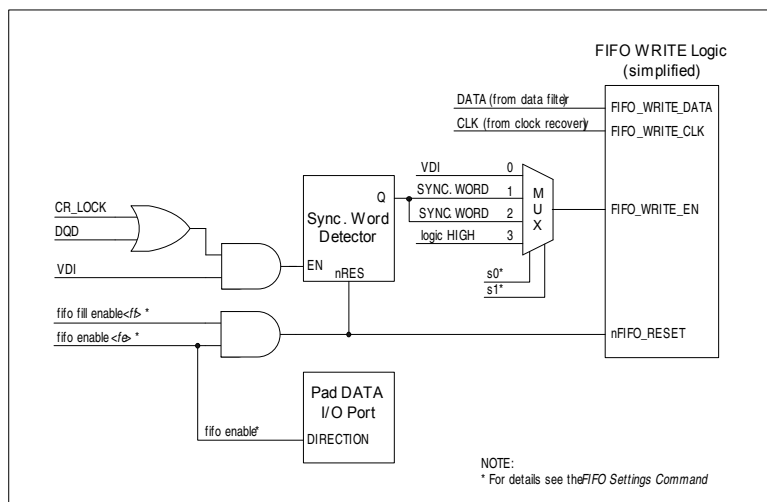 FIFO WRITE Logic
(simplified)
DATA (from data filter
FIFO_WRITE_DATA
CLK (from clock recovery)
FIFO_WRITE_CLK
VDI
0
Q
SYNC. WORD
1
M
CR_LOCK
Sync. Word
SYNC. WORD
2
U
FIFO_WRITE_EN
DQD
Detector
logic HIGH
3
X
VDI
EN
nRES
s0*
s1*
fifo fill enable<ff> *
fifo enable<fe> *
nFIFO_RESET
Pad DATA
I/O Port
fifo enable*
DIRECTION
NOTE:
* For details see theFIFO Settings Command